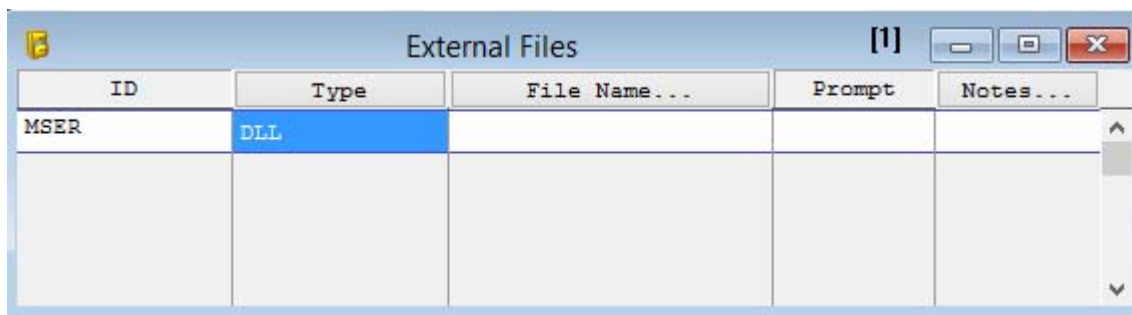 External Files [1]
ID Type File Name... Prompt Notes...
MSER DLL